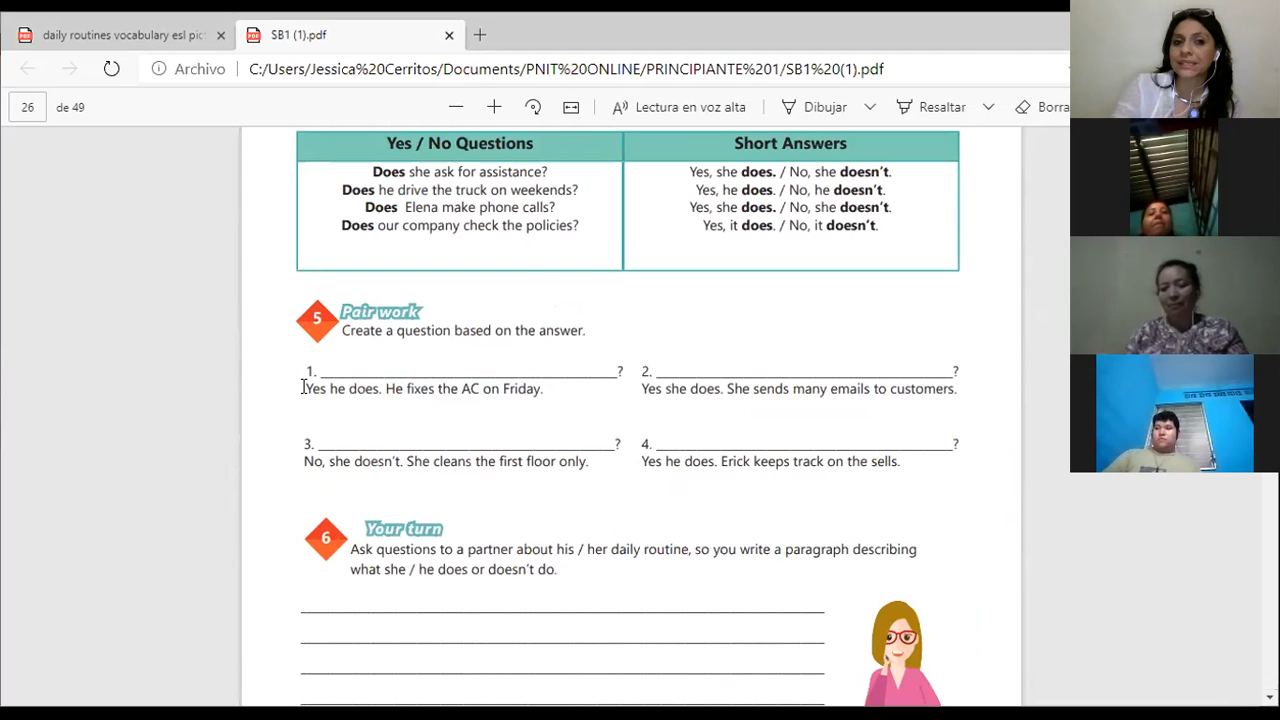 daily routines vocabulary esl pic
SB1 (1).pdf
Archivo
C:/Users/Jessica%20Cerritos/Documents/PNIT%20ONLINE/PRINCIPIANTE%201/SB1%20(1).pdf
26 de 49
Lectura en voz alta
Dibujar
Resaltar
Borra
Yes / No Questions
Short Answers
Does she ask for assistance?
Yes, she does. / No, she doesn't.
Does he drive the truck on weekends?
Yes, he does. / No, he doesn't.
Does Elena make phone calls?
Yes, she does. / No, she doesn't.
Does our company check the policies?
Yes, it does. / No, it doesn't.
5 Pair work
Create a question based on the answer.
1. ______________________________________?
Yes he does. He fixes the AC on Friday.
2. ______________________________________?
Yes she does. She sends many emails to customers.
3. ______________________________________?
No, she doesn't. She cleans the first floor only.
4. ______________________________________?
Yes he does. Erick keeps track on the sells.
6 Your turn
Ask questions to a partner about his / her daily routine, so you write a paragraph describing
what she / he does or doesn't do.